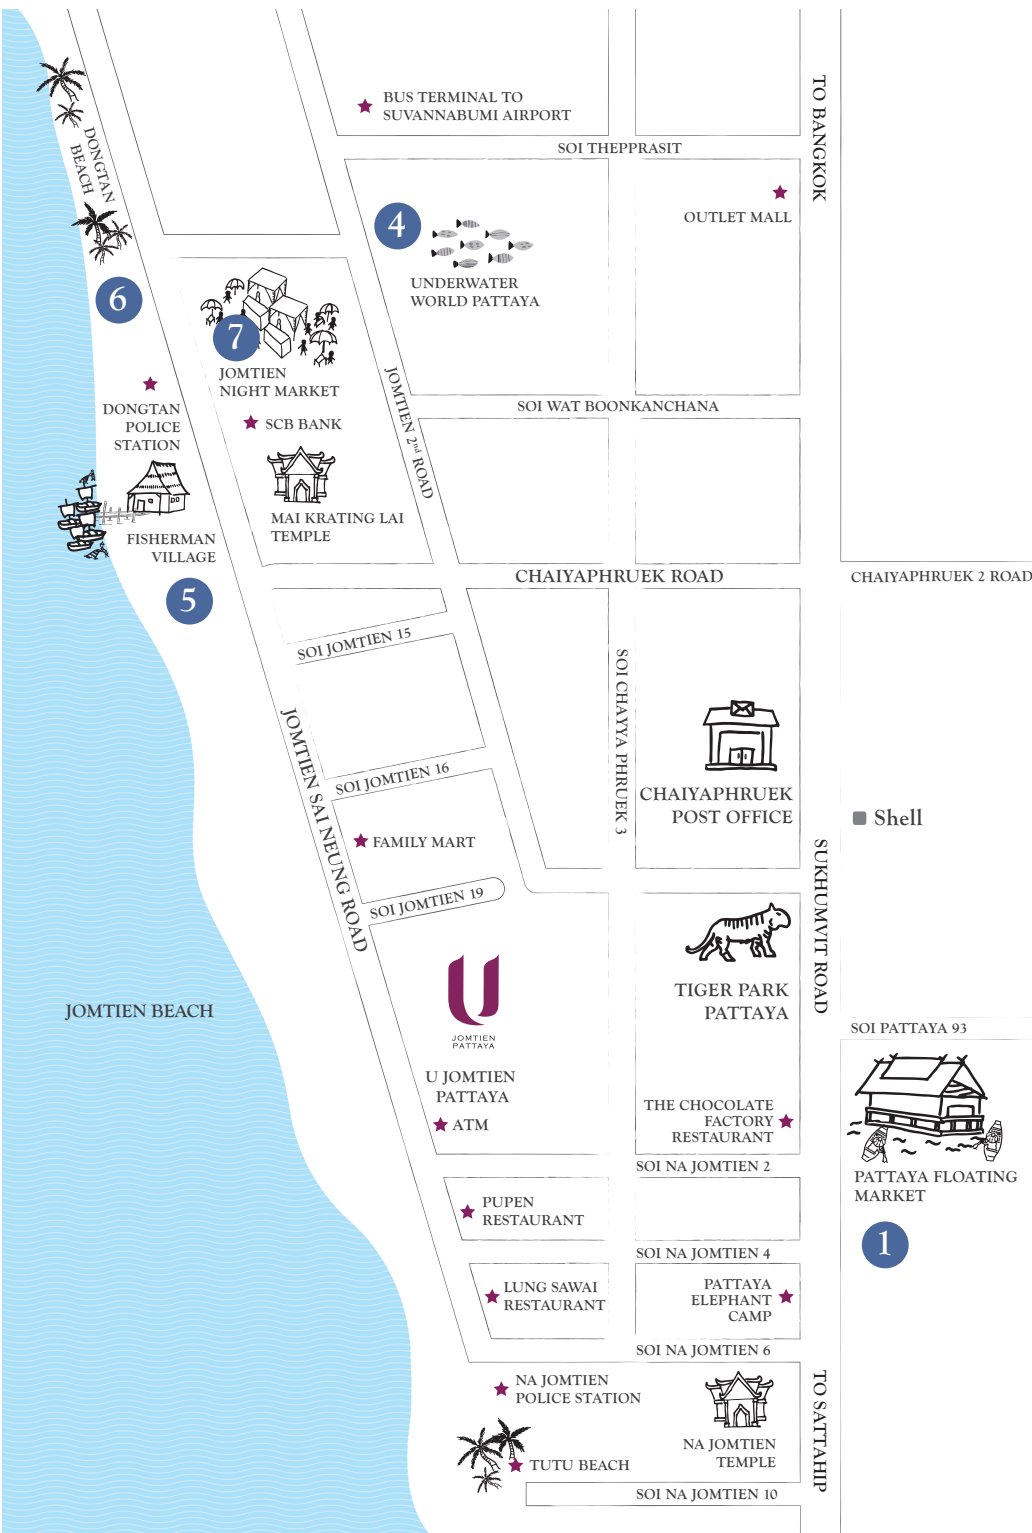 BUS TERMINAL TO
SUVANNABUMI AIRPORT
TO BANGKOK
SOI THEPPRASIT
DONGTAN
BEACH
OUTLET MALL
4
UNDERWATER
WORLD PATTAYA
6
7
JOMTIEN
NIGHT MARKET
JOMTIEN 2nd ROAD
SOI WAT BOONKANCHANA
DONGTAN
POLICE
STATION
SCB BANK
MAI KRATING LAI
TEMPLE
FISHERMAN
VILLAGE
5
CHAIYAPHRUEK ROAD
CHAIYAPHRUEK 2 ROAD
SOI JOMTIEN 15
SOI CHAYYA PHRUEK 3
JOMTIEN SAI NEUNG ROAD
SOI JOMTIEN 16
CHAIYAPHRUEK
POST OFFICE
Shell
FAMILY MART
SUKHUMVIT ROAD
SOI JOMTIEN 19
TIGER PARK
PATTAYA
JOMTIEN BEACH
U
JOMTIEN
PATTAYA
SOI PATTAYA 93
U JOMTIEN
PATTAYA
ATM
THE CHOCOLATE
FACTORY
RESTAURANT
SOI NA JOMTIEN 2
PATTAYA FLOATING
MARKET
1
PUPEN
RESTAURANT
SOI NA JOMTIEN 4
LUNG SAWAI
RESTAURANT
PATTAYA
ELEPHANT
CAMP
SOI NA JOMTIEN 6
NA JOMTIEN
POLICE STATION
TO SATTAHIP
NA JOMTIEN
TEMPLE
TUTU BEACH
SOI NA JOMTIEN 10